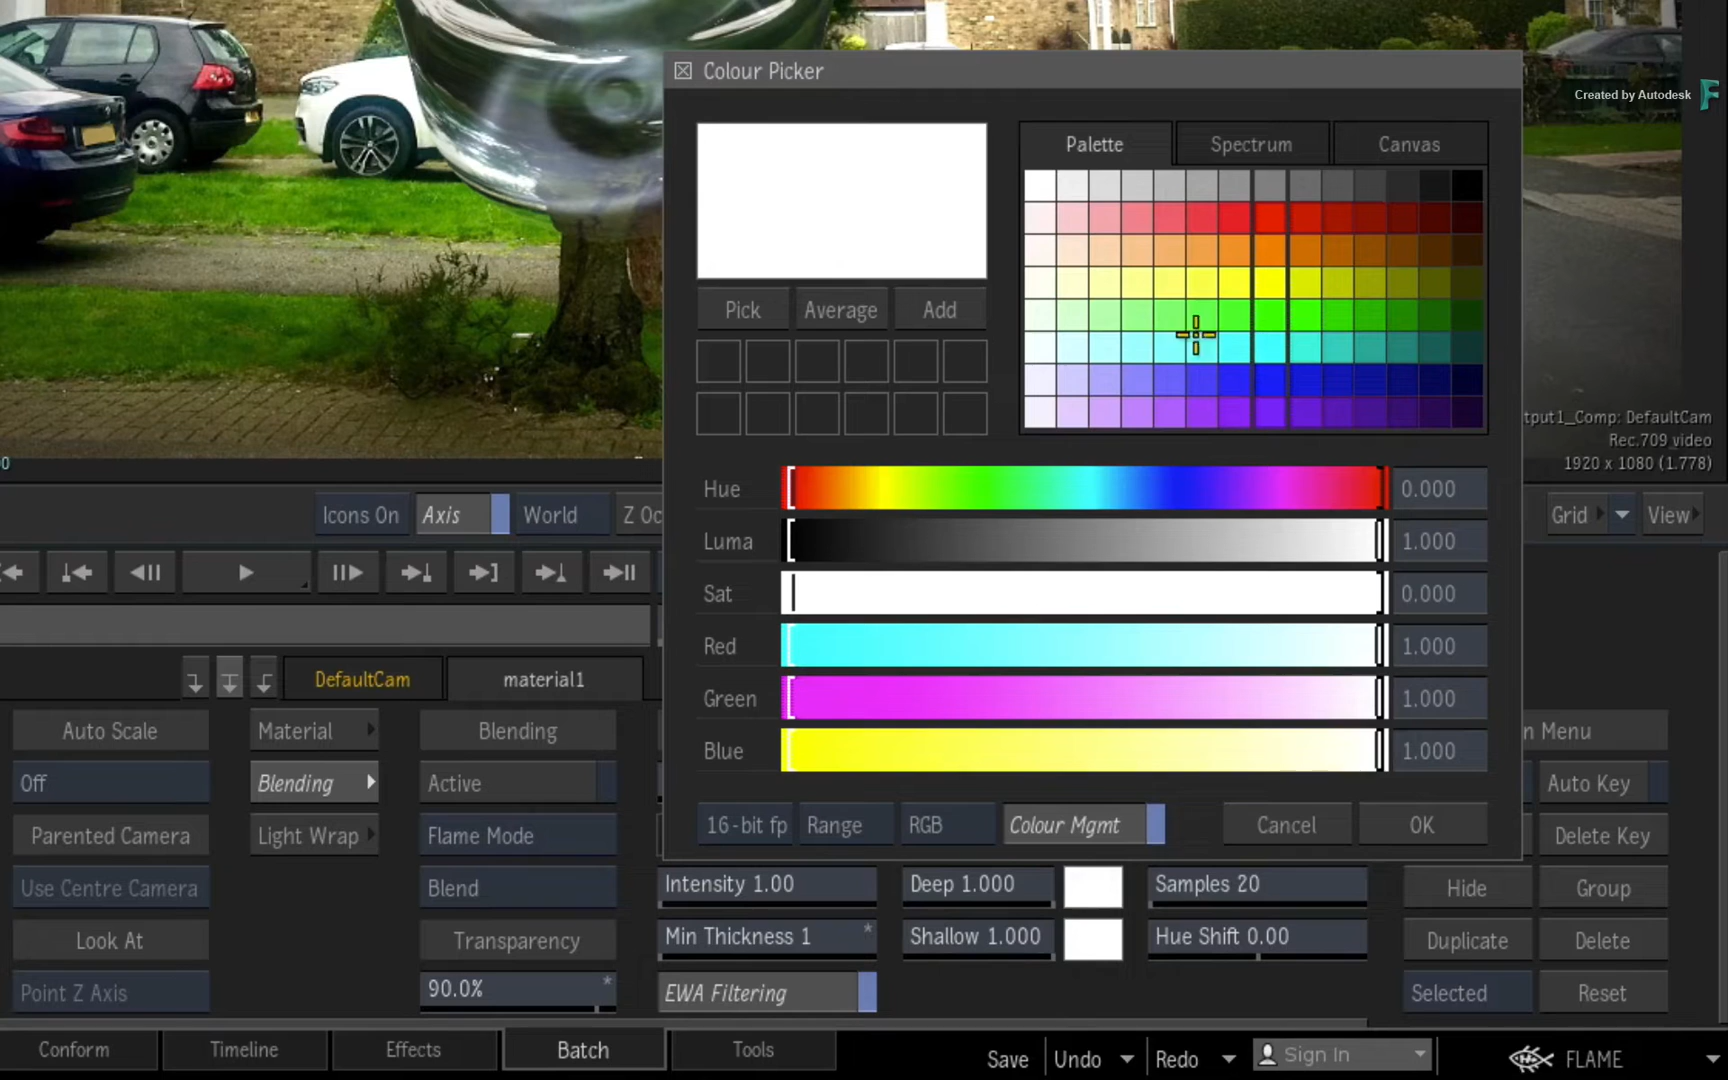 Created by Autodesk
Colour Picker
Palette
Spectrum
Canvas
Pick
Average
Add
tput1_Comp: DefaultCam
Rec.709 video
1920 x 1080 (1.778)
Hue
0.000
Luma
1.000
Sat
0.000
Red
1.000
Green
1.000
Blue
1.000
16-bit fp
Range
RGB
Colour Mgmt
Cancel
OK
Icons On
Axis
World
Z Oc
Grid
View
DefaultCam
material1
Auto Scale
Material
Blending
n Menu
Off
Blending
Active
Auto Key
Parented Camera
Light Wrap
Flame Mode
Delete Key
Use Centre Camera
Blend
Intensity 1.00
Deep 1.000
Samples 20
Hide
Group
Look At
Transparency
Min Thickness 1
Shallow 1.000
Hue Shift 0.00
Duplicate
Delete
Point Z Axis
90.0%
EWA Filtering
Selected
Reset
Conform
Timeline
Effects
Batch
Tools
Save
Undo
Redo
Sign In
FLAME